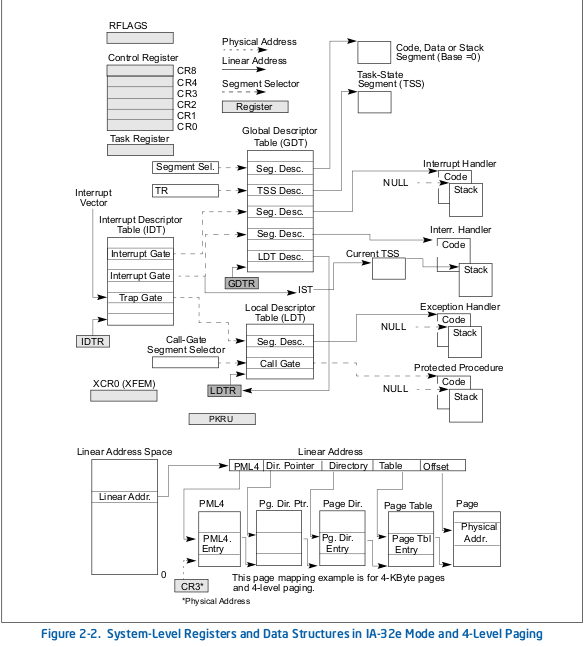 RFLAGS
Control Register
CR8
CR4
CR3
CR2
CR1
CR0
Task Register
Physical Address
Linear Address
Segment Selector
Register
Code, Data or Stack
Segment (Base =0)
Task-State
Segment (TSS)
Global Descriptor
Table (GDT)
Segment Sel.
Seg. Desc.
TR
TSS Desc.
Seg. Desc.
Seg. Desc.
LDT Desc.
GDTR
Interrupt Handler
NULL
Code
Stack
Interrupt
Vector
Interrupt Descriptor
Table (IDT)
Interrupt Gate
Interrupt Gate
Trap Gate
IDTR
Interr. Handler
Code
Current TSS
Stack
IST
Local Descriptor
Table (LDT)
Seg. Desc.
Call Gate
Call-Gate
Segment Selector
LDTR
Exception Handler
NULL
Code
Stack
Protected Procedure
NULL
Code
Stack
XCR0 (XFEM)
PKRU
Linear Address Space
Linear Addr.
0
Linear Address
PML4
Dir. Pointer
Directory
Table
Offset
PML4
PML4.
Entry
Pg. Dir. Ptr.
Page Dir.
Pg. Dir.
Entry
Page Table
Page Tbl
Entry
Page
Physical
Addr.
CR3*
This page mapping example is for 4-KByte pages
and 4-level paging.
*Physical Address
Figure 2-2. System-Level Registers and Data Structures in IA-32e Mode and 4-Level Paging